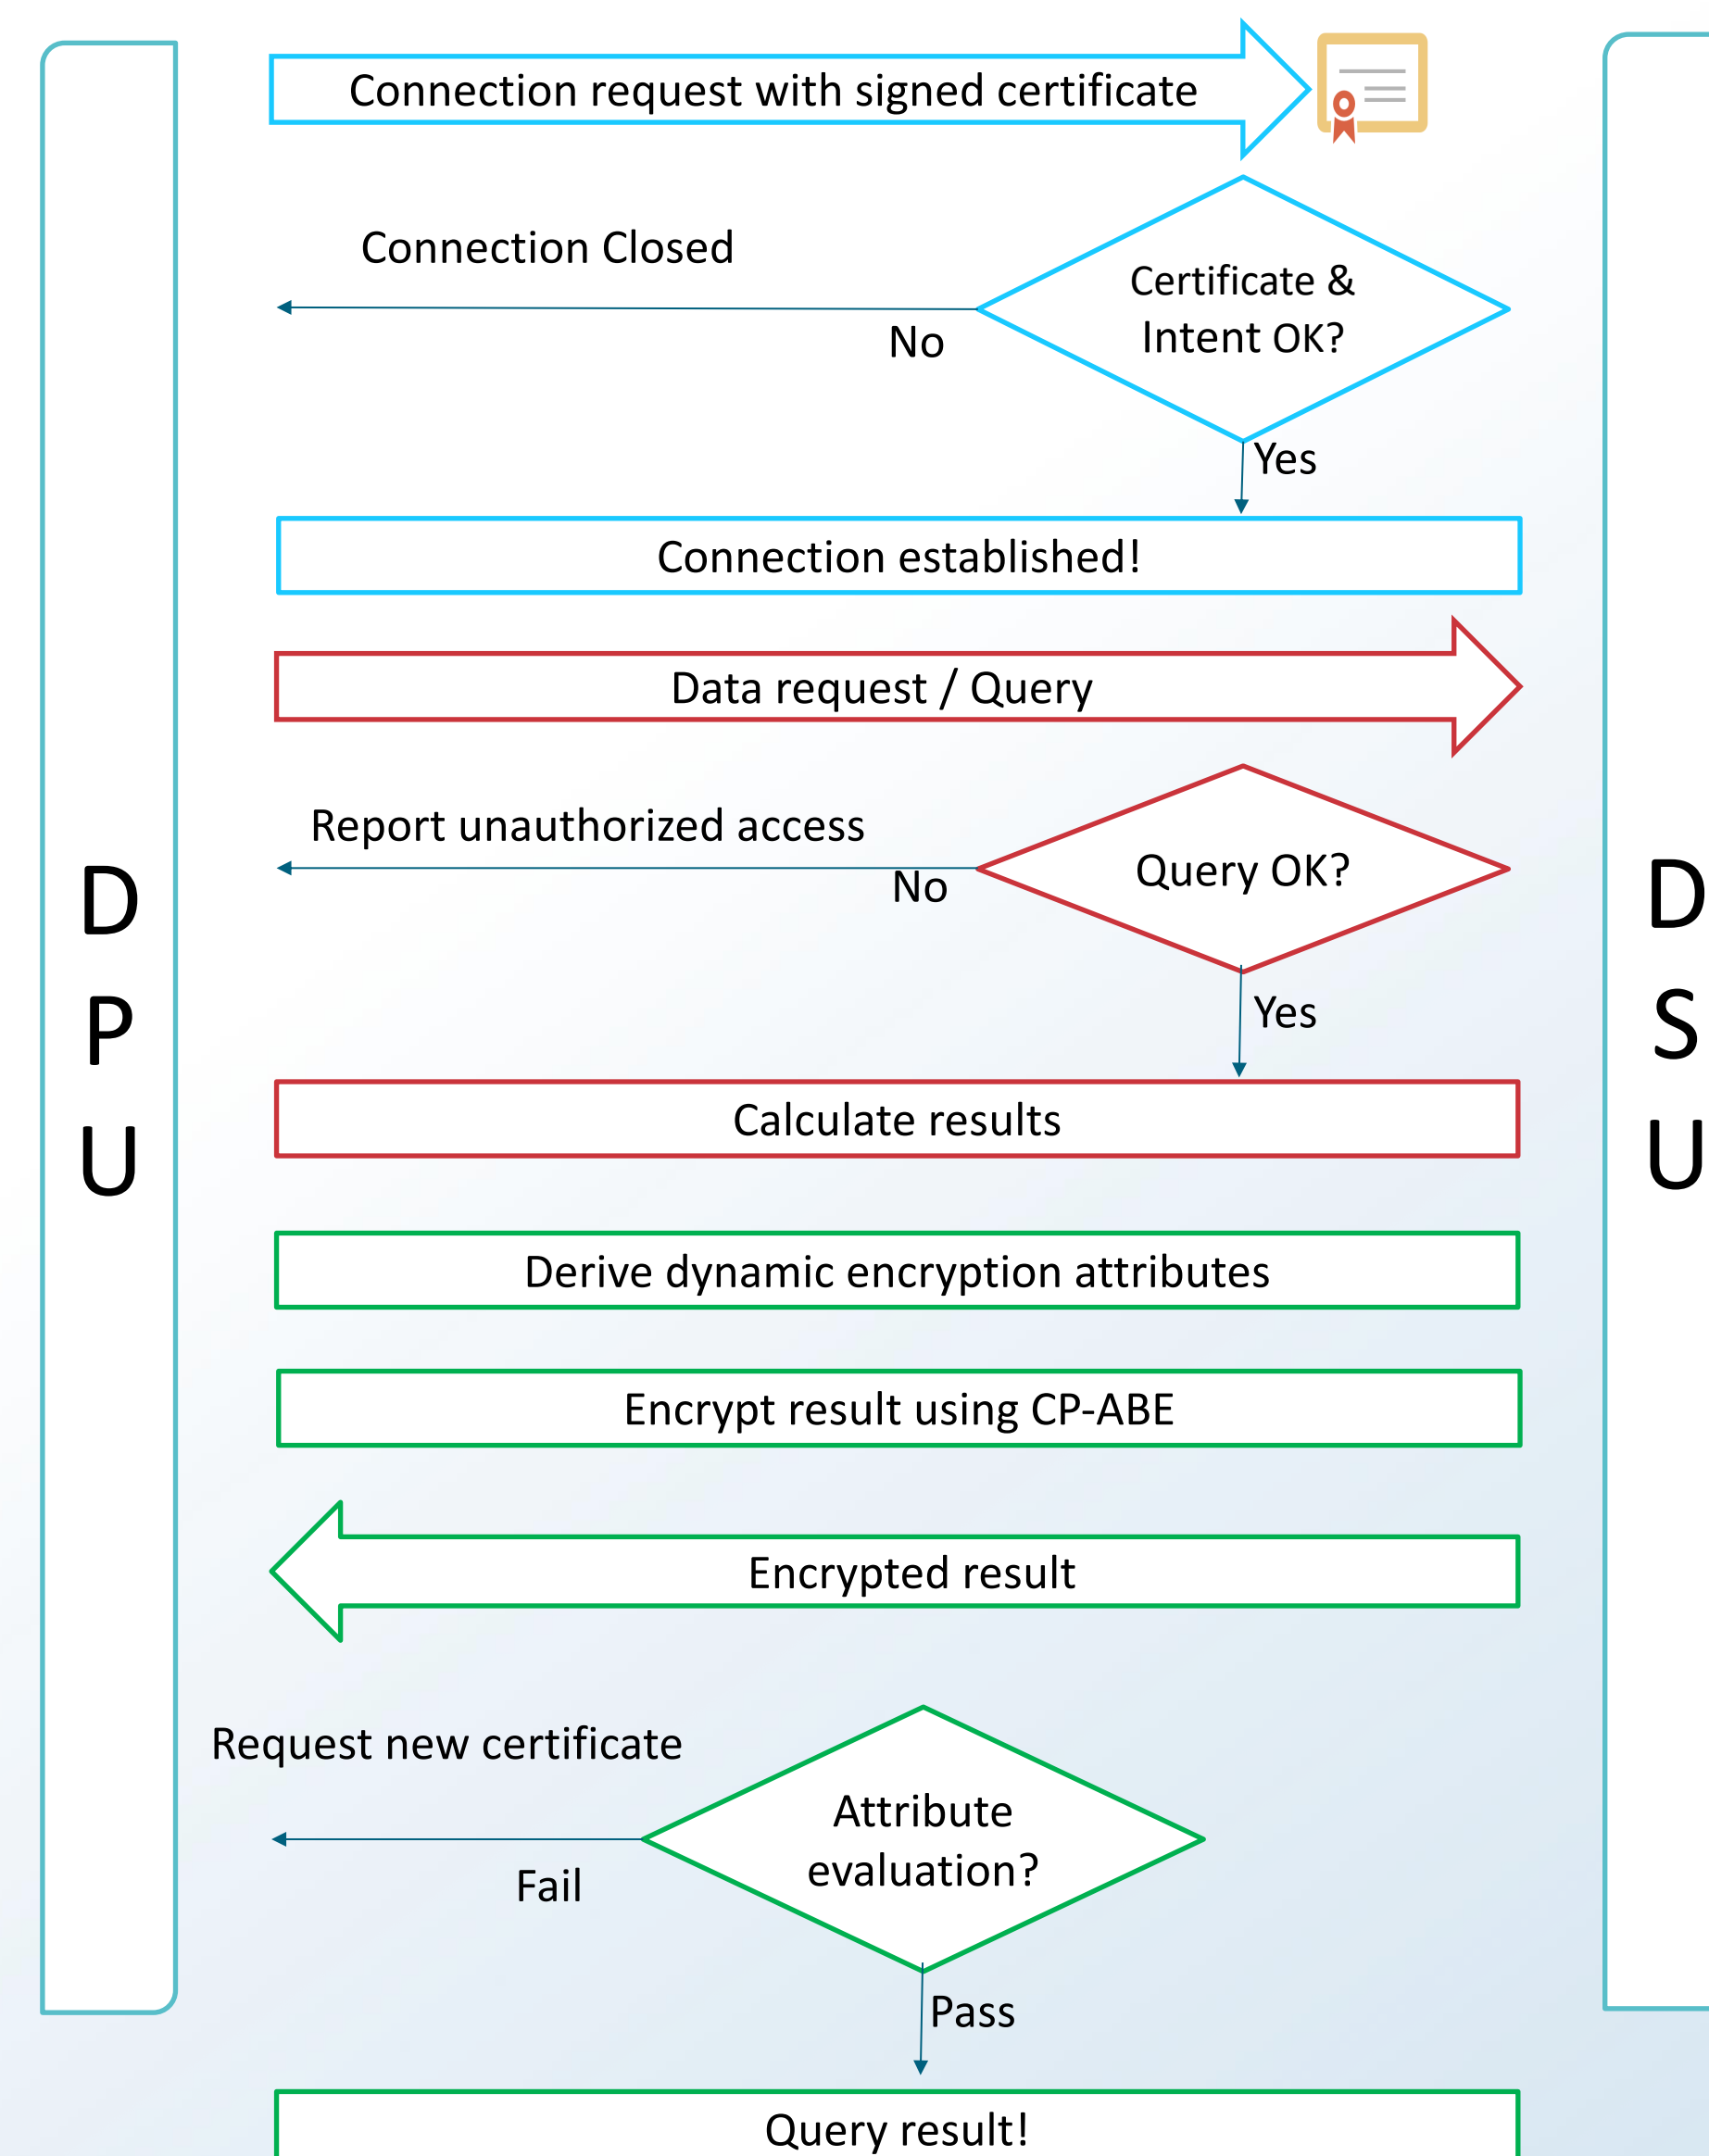 Connection request with signed certificate
Connection Closed
Certificate &
Intent OK?
No
Yes
Connection established!
Data request / Query
Report unauthorized access
Query OK?
No
Yes
D
P
U
D
S
U
Calculate results
Derive dynamic encryption attributes
Encrypt result using CP-ABE
Encrypted result
Request new certificate
Attribute
evaluation?
Fail
Pass
Query result!